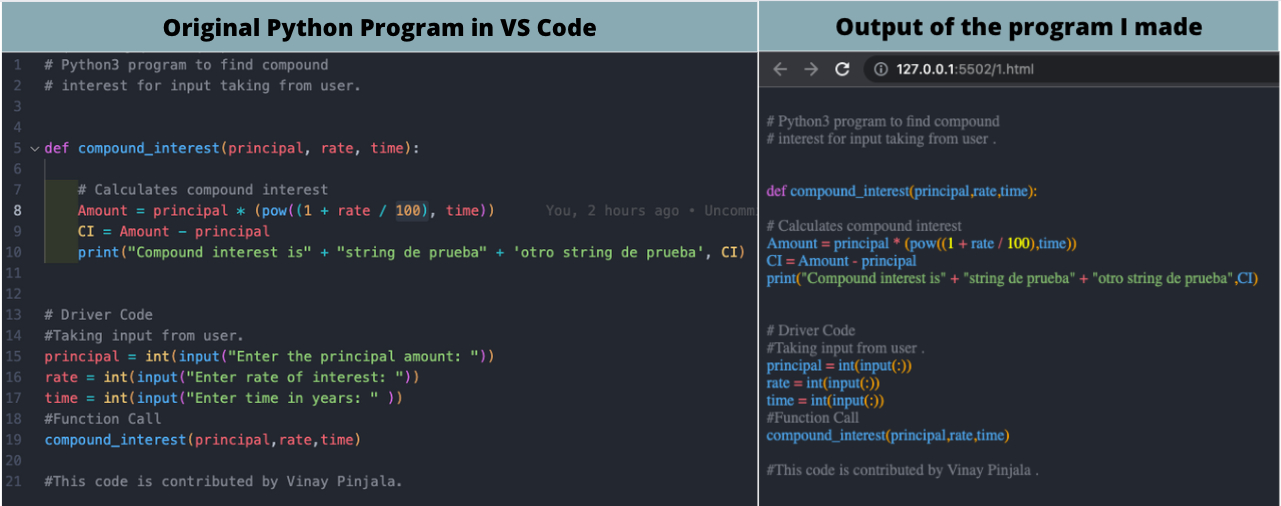 Original Python Program in VS Code
1 # Python3 program to find compound
2 # interest for input taking from user.
3
4
5 def compound_interest(principal, rate, time):
6
7 # Calculates compound interest
8 Amount = principal * (pow((1 + rate / 100), time)) You, 2 hours ago • Uncomm
9 CI = Amount - principal
10 print("Compound interest is" + "string de prueba" + 'otro string de prueba', CI)
11
12
13 # Driver Code
14 #Taking input from user.
15 principal = int(input("Enter the principal amount: "))
16 rate = int(input("Enter rate of interest: "))
17 time = int(input("Enter time in years: " ))
18 #Function Call
19 compound_interest(principal,rate,time)
20
21 #This code is contributed by Vinay Pinjala.
Output of the program I made
127.0.0.1:5502/1.html
# Python3 program to find compound
# interest for input taking from user .
def compound_interest(principal,rate,time):
# Calculates compound interest
Amount = principal * (pow((1 + rate / 100),time))
CI = Amount - principal
print("Compound interest is" + "string de prueba" + "otro string de prueba",CI)
# Driver Code
#Taking input from user .
principal = int(input(:))
rate = int(input(:))
time = int(input(:))
#Function Call
compound_interest(principal,rate,time)
#This code is contributed by Vinay Pinjala .